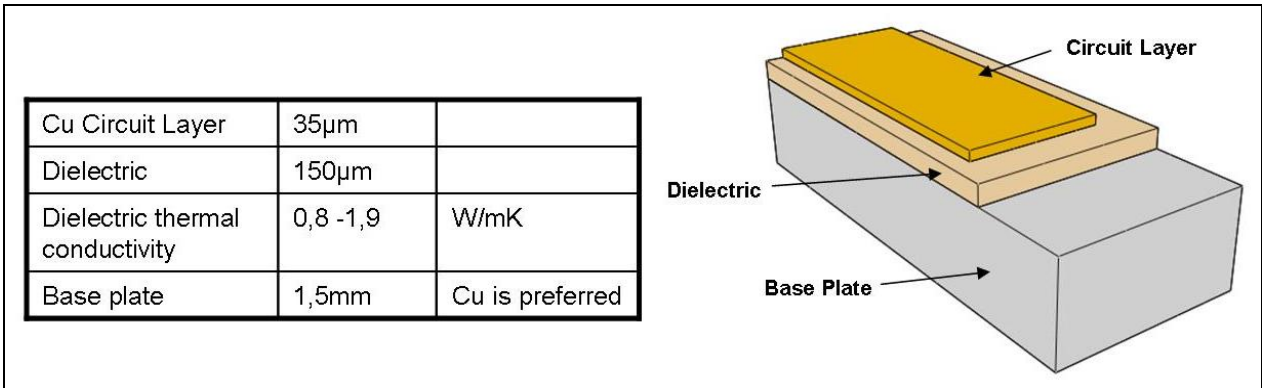 Cu Circuit Layer 35µm
Dielectric 150µm
Dielectric thermal 0,8 -1,9 W/mK
conductivity
Base plate 1,5mm Cu is preferred
Circuit Layer
Dielectric
Base Plate